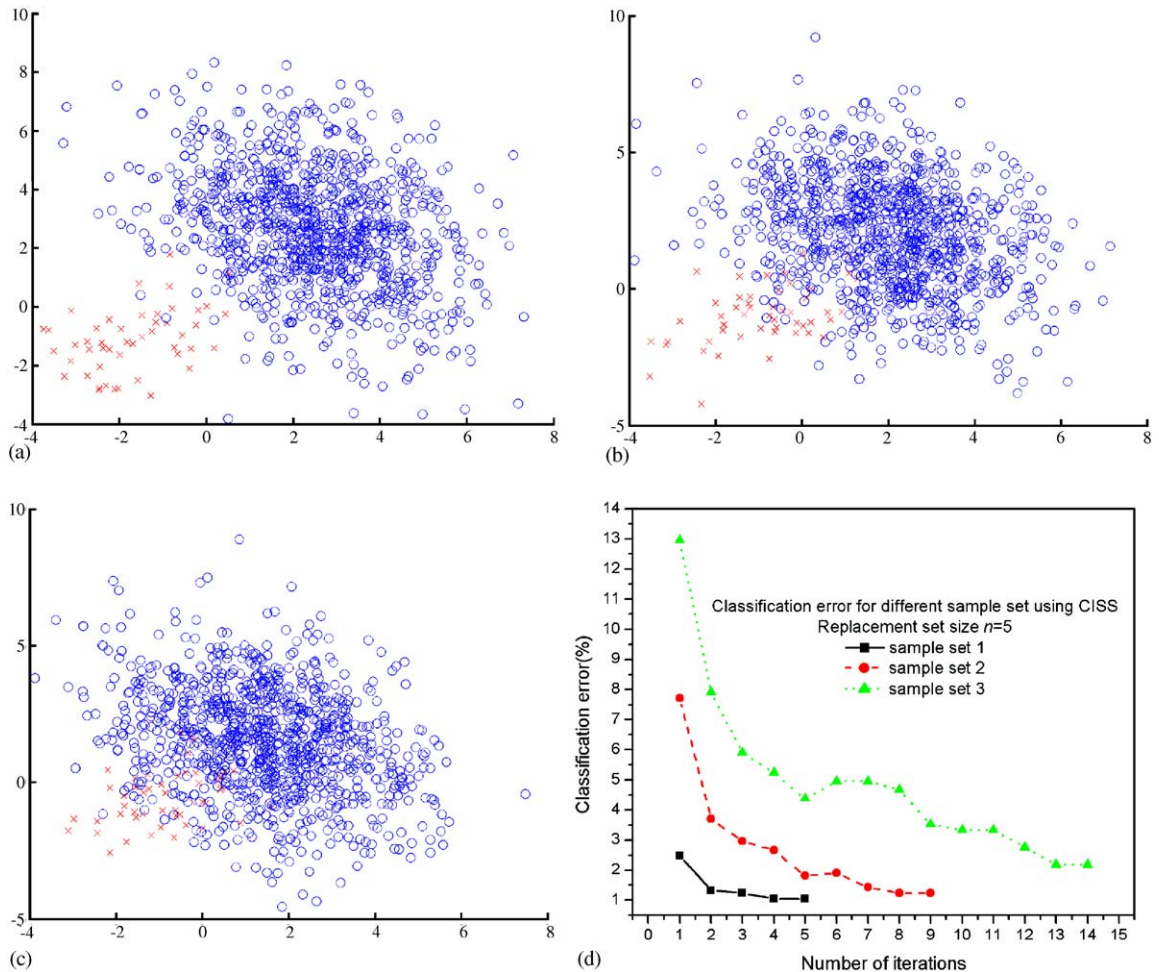 10
8
6
4
2
0
-2
-4
-4 -2 0 2 4 6 8
(a)
10
5
0
-5
-4 -2 0 2 4 6 8
(b)
10
5
0
-5
-4 -2 0 2 4 6 8
(c)
14
13
12
11
10
9
8
7
6
5
4
3
2
1
Classification error(%)
Classification error for different sample set using CISS
Replacement set size n=5
sample set 1
sample set 2
sample set 3
0 1 2 3 4 5 6 7 8 9 10 11 12 13 14 15
Number of iterations
(d)